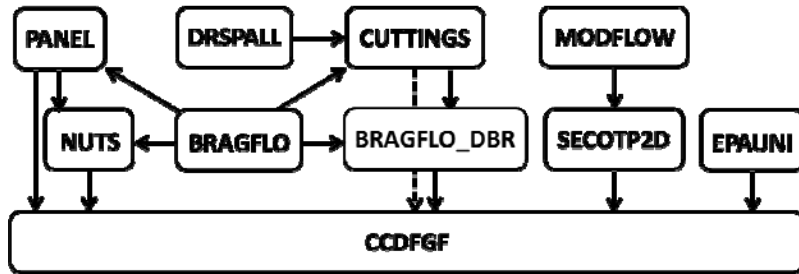 PANEL
DRSPALL
CUTTINGS
MODFLOW
NUTS
BRAGFLO
BRAGFLO_DBR
SECOTP2D
EPAUNI
CCDFGF